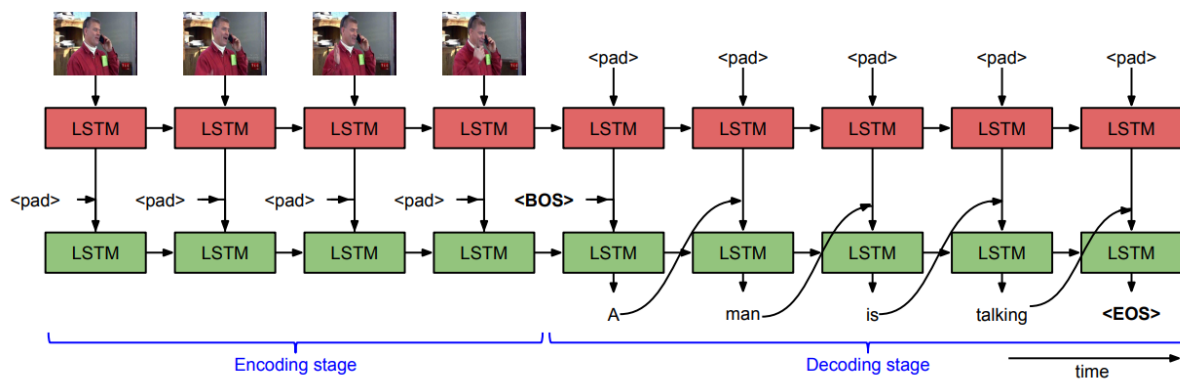 <pad> <pad> <pad> <pad> <pad>
LSTM LSTM LSTM LSTM LSTM LSTM LSTM LSTM LSTM
<pad> <pad> <pad> <pad> <BOS>
LSTM LSTM LSTM LSTM LSTM LSTM LSTM LSTM LSTM
A man is talking <EOS>
Encoding stage Decoding stage
time